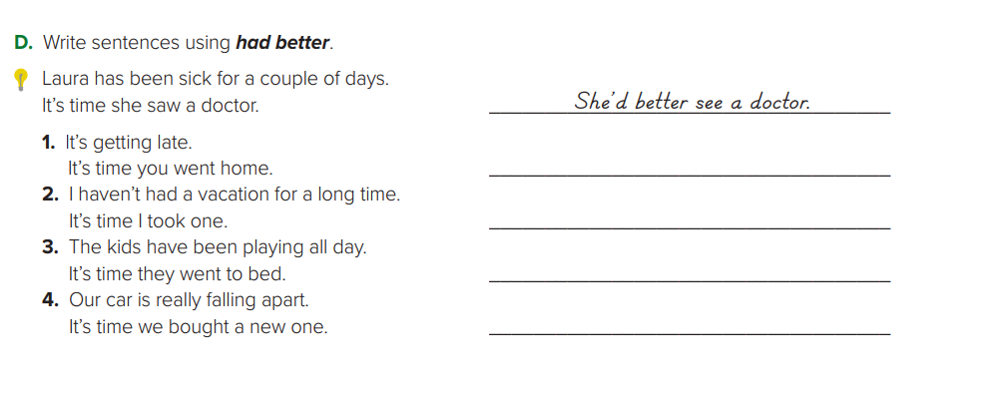 D. Write sentences using had better.
Laura has been sick for a couple of days.
It's time she saw a doctor.
She'd better see a doctor.
1. It's getting late.
It's time you went home.
2. I haven't had a vacation for a long time.
It's time I took one.
3. The kids have been playing all day.
It's time they went to bed.
4. Our car is really falling apart.
It's time we bought a new one.